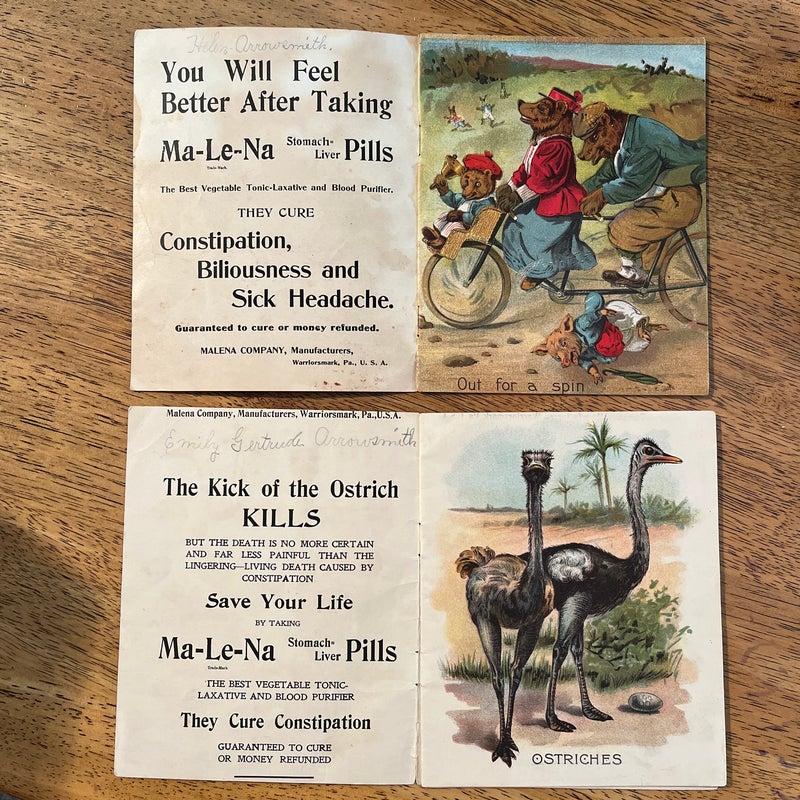 Helen Arrowsmith.
You Will Feel
Better After Taking
Ma-Le-Na Stomach-Liver Pills
Trade-Mark
The Best Vegetable Tonic-Laxative and Blood Purifier.
THEY CURE
Constipation,
Biliousness and
Sick Headache.
Guaranteed to cure or money refunded.
MALENA COMPANY, Manufacturers,
Warriorsmark, Pa., U. S. A.
Out for a spin
Malena Company, Manufacturers, Warriorsmark, Pa., U.S.A.
Emily Gertrude Arrowsmith
The Kick of the Ostrich
KILLS
BUT THE DEATH IS NO MORE CERTAIN
AND FAR LESS PAINFUL THAN THE
LINGERING—LIVING DEATH CAUSED BY
CONSTIPATION
Save Your Life
BY TAKING
Ma-Le-Na Stomach-Liver Pills
Trade-Mark
THE BEST VEGETABLE TONIC-
LAXATIVE AND BLOOD PURIFIER
They Cure Constipation
GUARANTEED TO CURE
OR MONEY REFUNDED
OSTRICHES